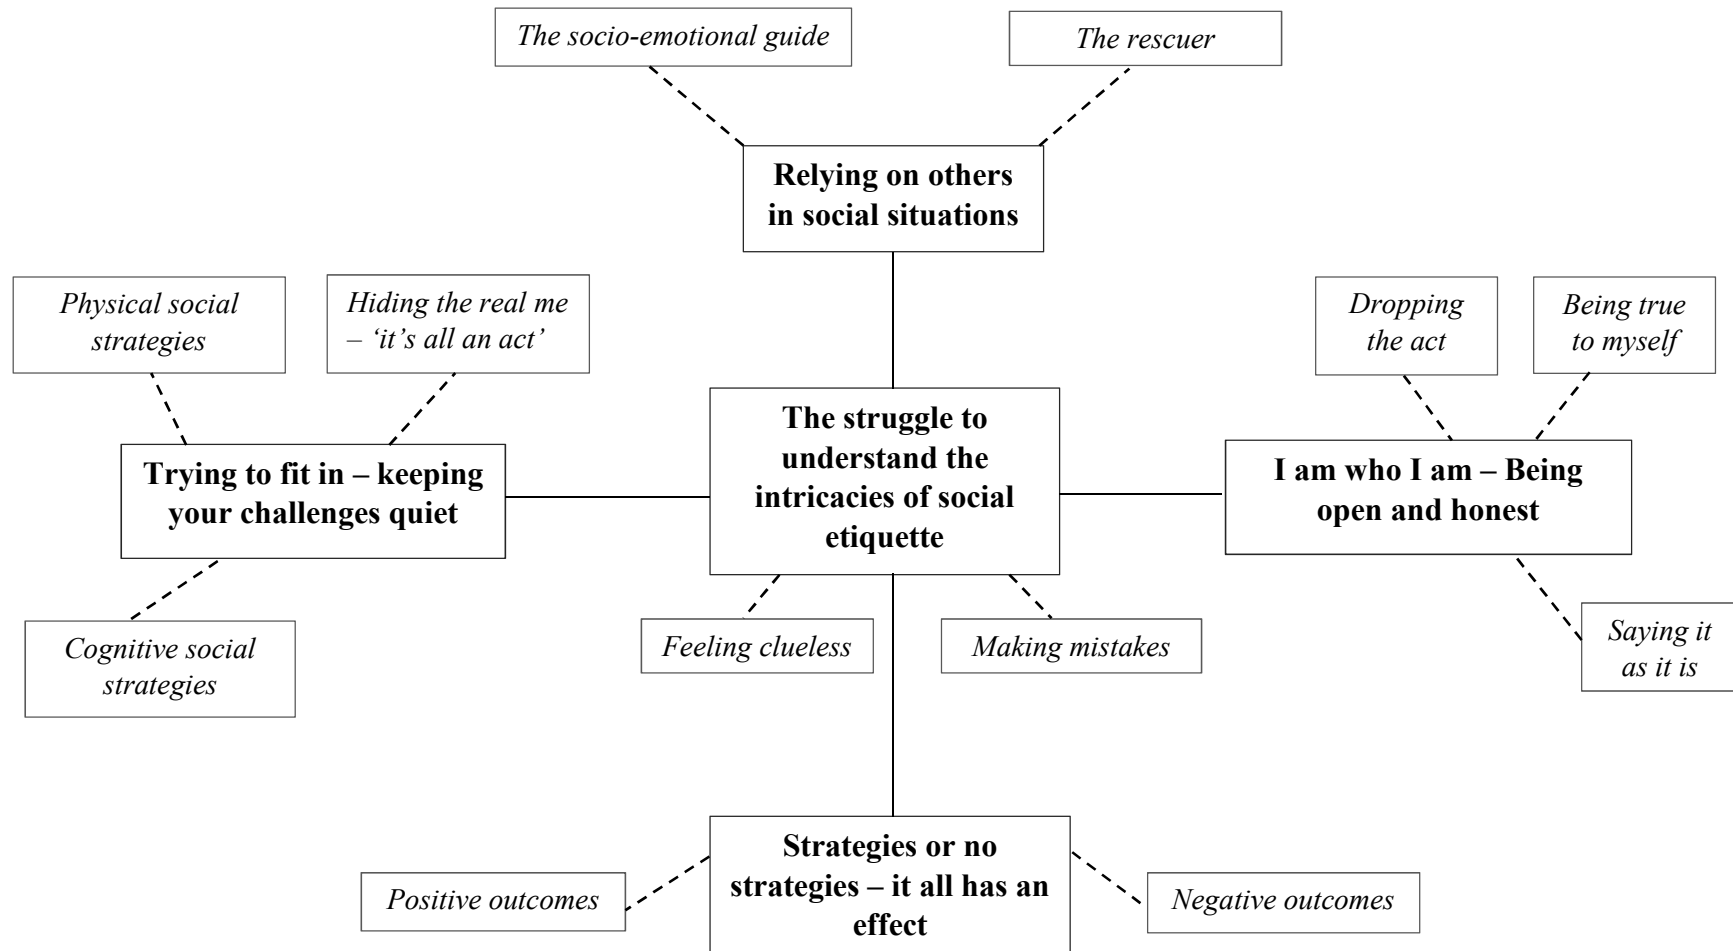 The socio-emotional guide
The rescuer
Relying on others
in social situations
Physical social
strategies
Hiding the real me
– ‘it’s all an act’
Dropping
the act
Being true
to myself
Trying to fit in – keeping
your challenges quiet
The struggle to
understand the
intricacies of social
etiquette
I am who I am – Being
open and honest
Cognitive social
strategies
Feeling clueless
Making mistakes
Saying it
as it is
Strategies or no
strategies – it all has an
effect
Positive outcomes
Negative outcomes